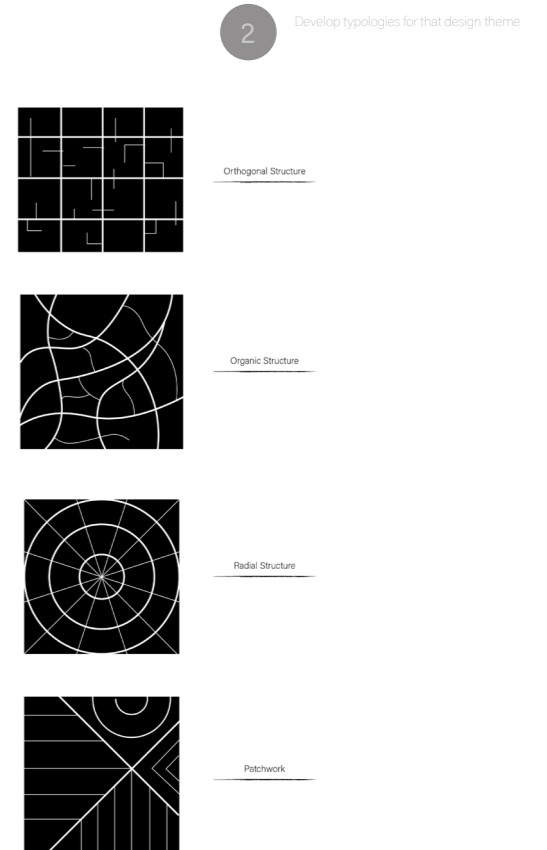 2
Develop typologies for that design theme
Orthogonal Structure
Organic Structure
Radial Structure
Patchwork